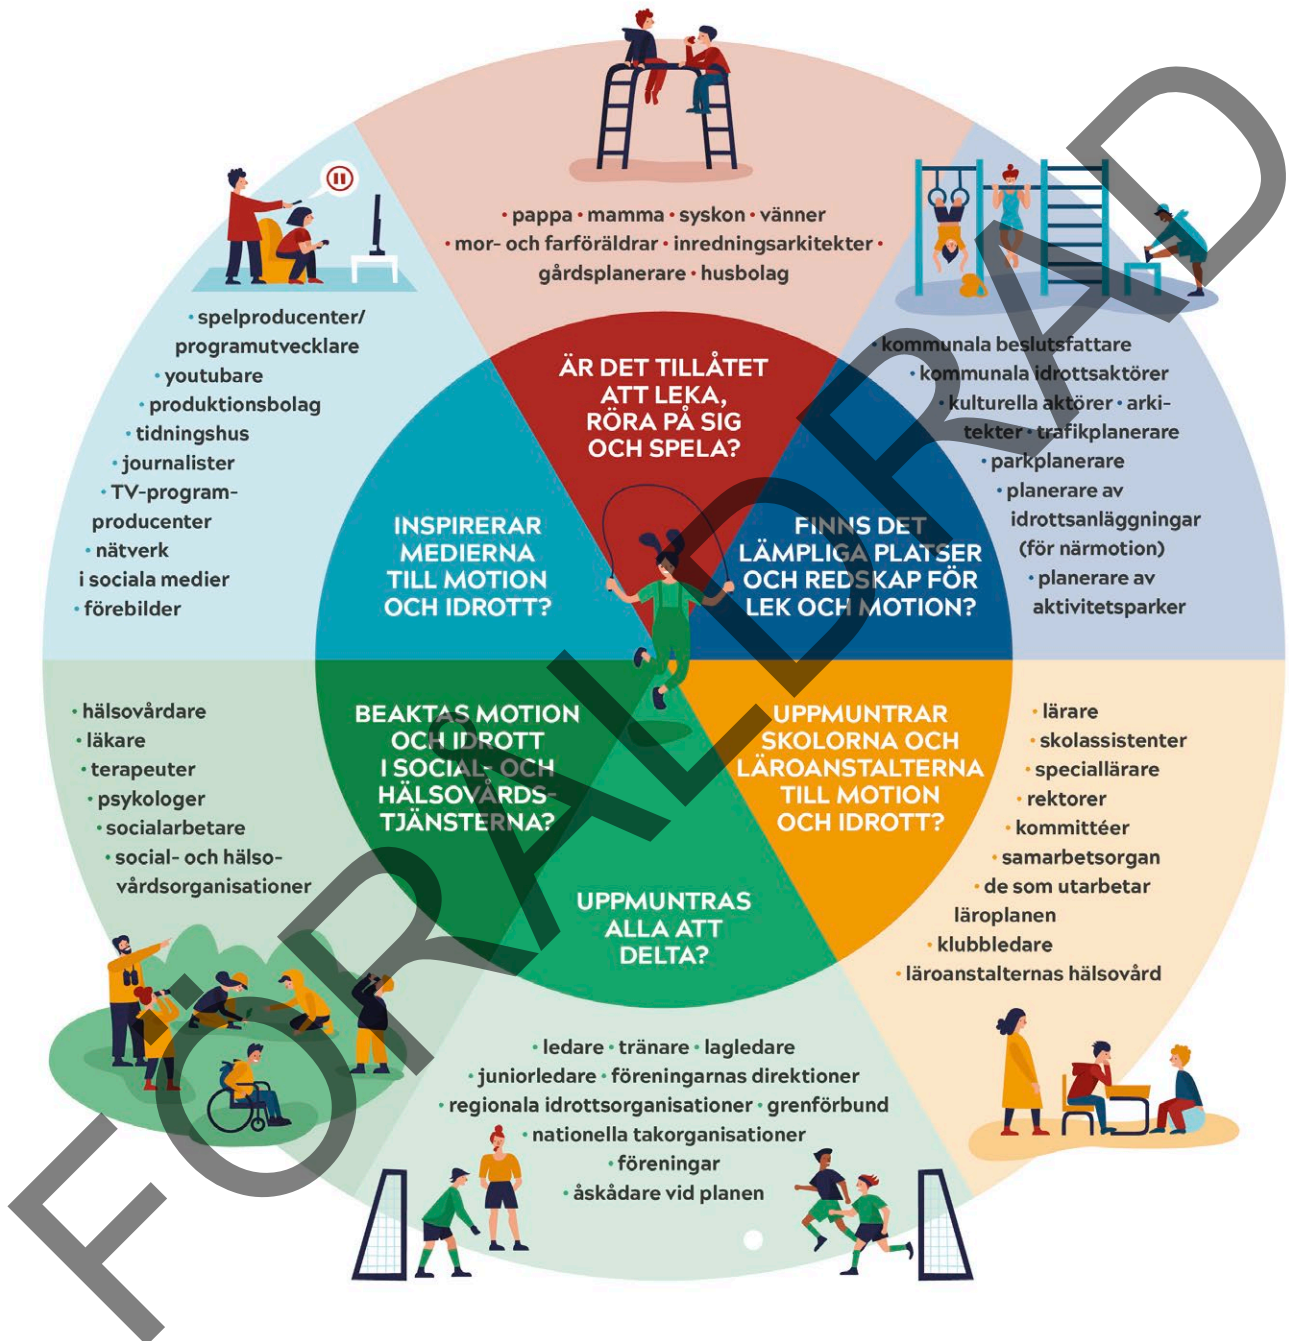 • pappa • mamma • syskon • vänner
• mor- och farföräldrar • inredningsarkitekter •
gårdsplanerare • husbolag
ÄR DET TILLÅTET
ATT LEKA,
RÖRA PÅ SIG
OCH SPELA?
• kommunala beslutsfattare
• kommunala idrottsaktörer
• kulturella aktörer • arki-
tekter • trafikplanerare
• parkplanerare
• planerare av
idrottsanläggningar
(för närmotion)
• planerare av
aktivitetsparker
FINNS DET
LÄMPLIGA PLATSER
OCH REDSKAP FÖR
LEK OCH MOTION?
UPPMUNTRAR
SKOLORNA OCH
LÄROANSTALTERNA
TILL MOTION
OCH IDROTT?
• lärare
• skolassistenter
• speciallärare
• rektorer
• kommittéer
• samarbetsorgan
• de som utarbetar
läroplanen
• klubbledare
• läroanstalternas hälsovård
UPPMUNTRAS
ALLA ATT
DELTA?
• ledare • tränare • lagledare
• juniorledare • föreningarnas direktioner
• regionala idrottsorganisationer • grenförbund
• nationella takorganisationer
• föreningar
• åskådare vid planen
BEAKTAS MOTION
OCH IDROTT
I SOCIAL- OCH
HÄLSOVÅRDS-
TJÄNSTERNA?
• hälsovårdare
• läkare
• terapeuter
• psykologer
• socialarbetare
• social- och hälso-
vårdsorganisationer
INSPIRERAR
MEDIERNA
TILL MOTION
OCH IDROTT?
• spelproducenter/
programutvecklare
• youtubare
• produktionsbolag
• tidningshus
• journalister
• TV-program-
producenter
• nätverk
i sociala medier
• förebilder
FÖRÅLDRAD